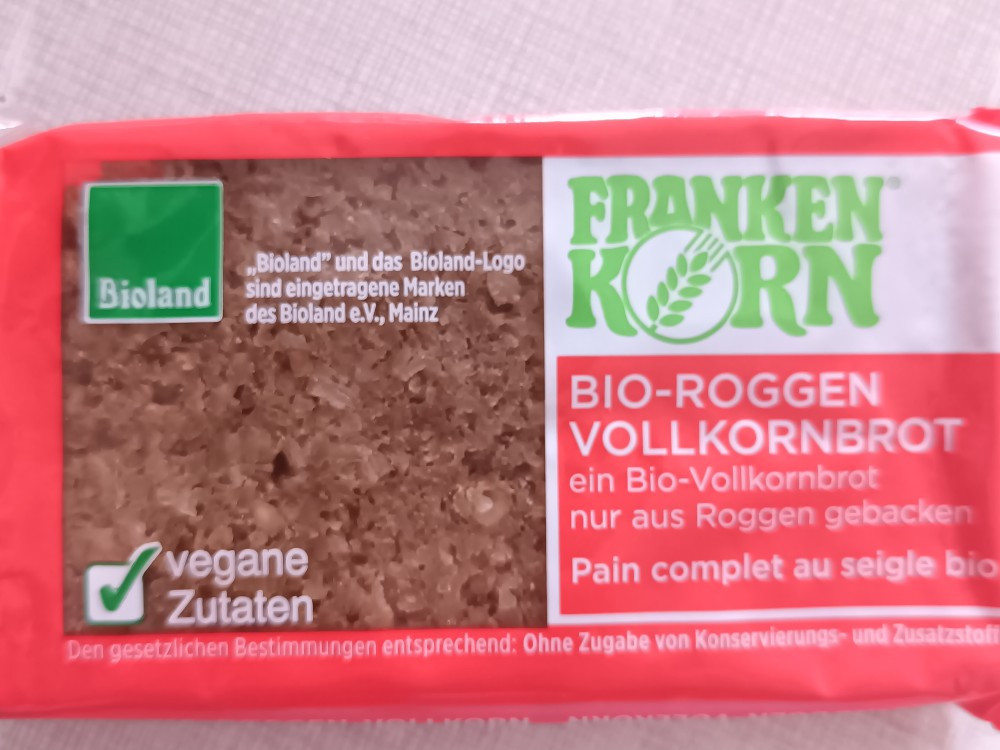 Bioland
„Bioland” und das Bioland-Logo
sind eingetragene Marken
des Bioland e.V., Mainz
FRANKEN®
KORN
BIO-ROGGEN
VOLLKORNBROT
ein Bio-Vollkornbrot
nur aus Roggen gebacken
Pain complet au seigle bio
vegane
Zutaten
Den gesetzlichen Bestimmungen entsprechend: Ohne Zugabe von Konservierungs- und Zusatzstoff